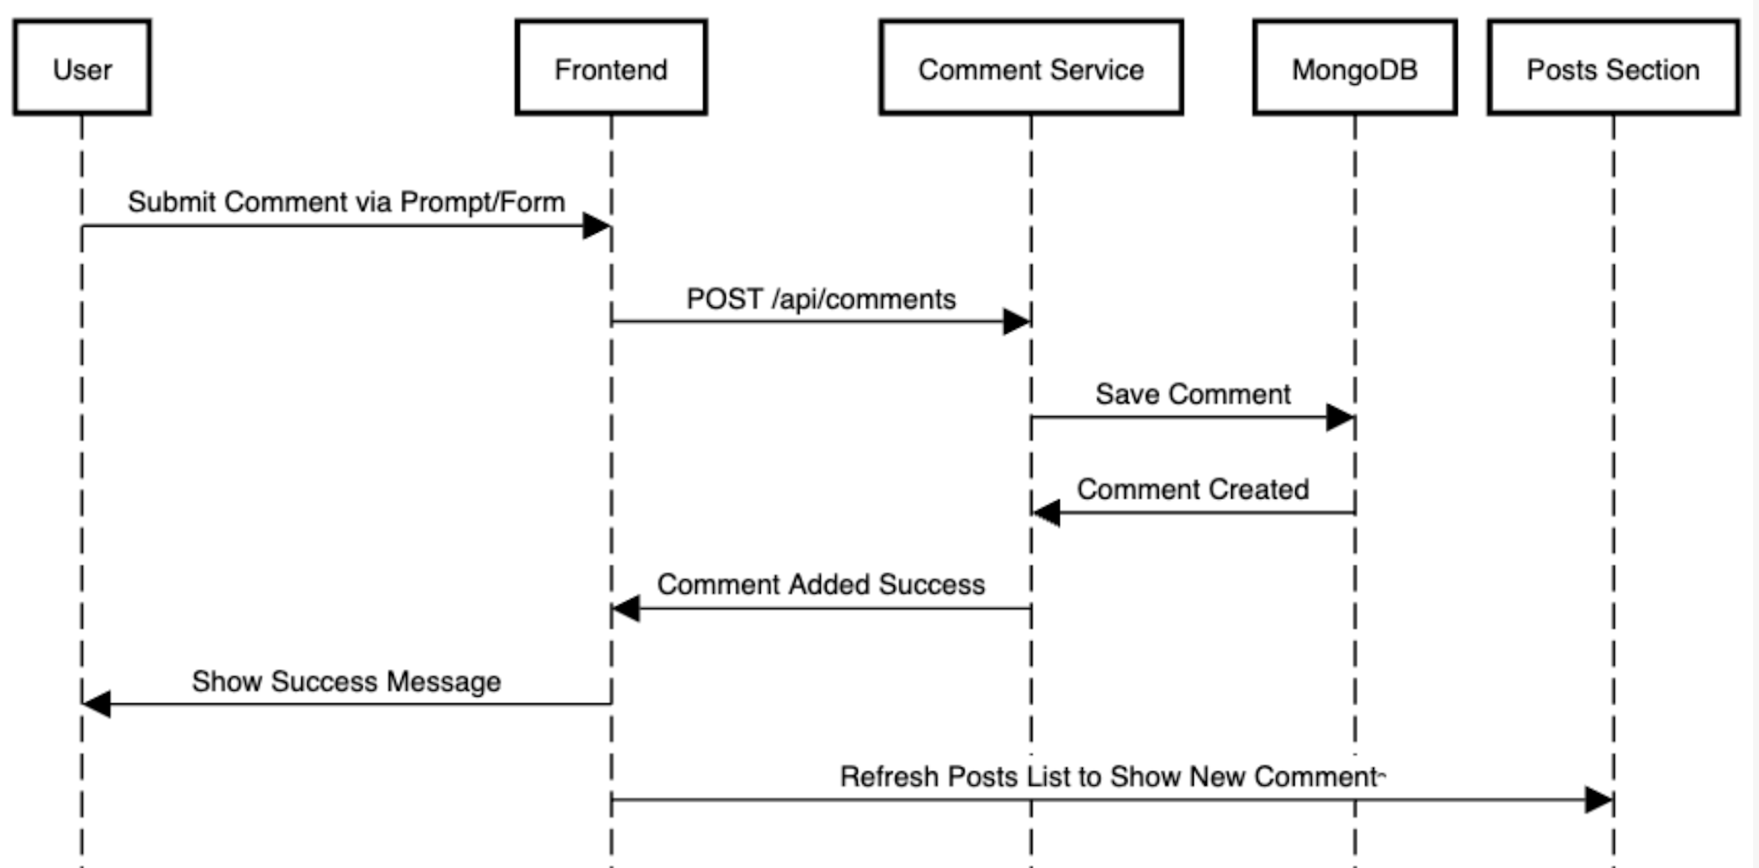 User
Frontend
Comment Service
MongoDB
Posts Section
Submit Comment via Prompt/Form
POST /api/comments
Save Comment
Comment Created
Comment Added Success
Show Success Message
Refresh Posts List to Show New Comment